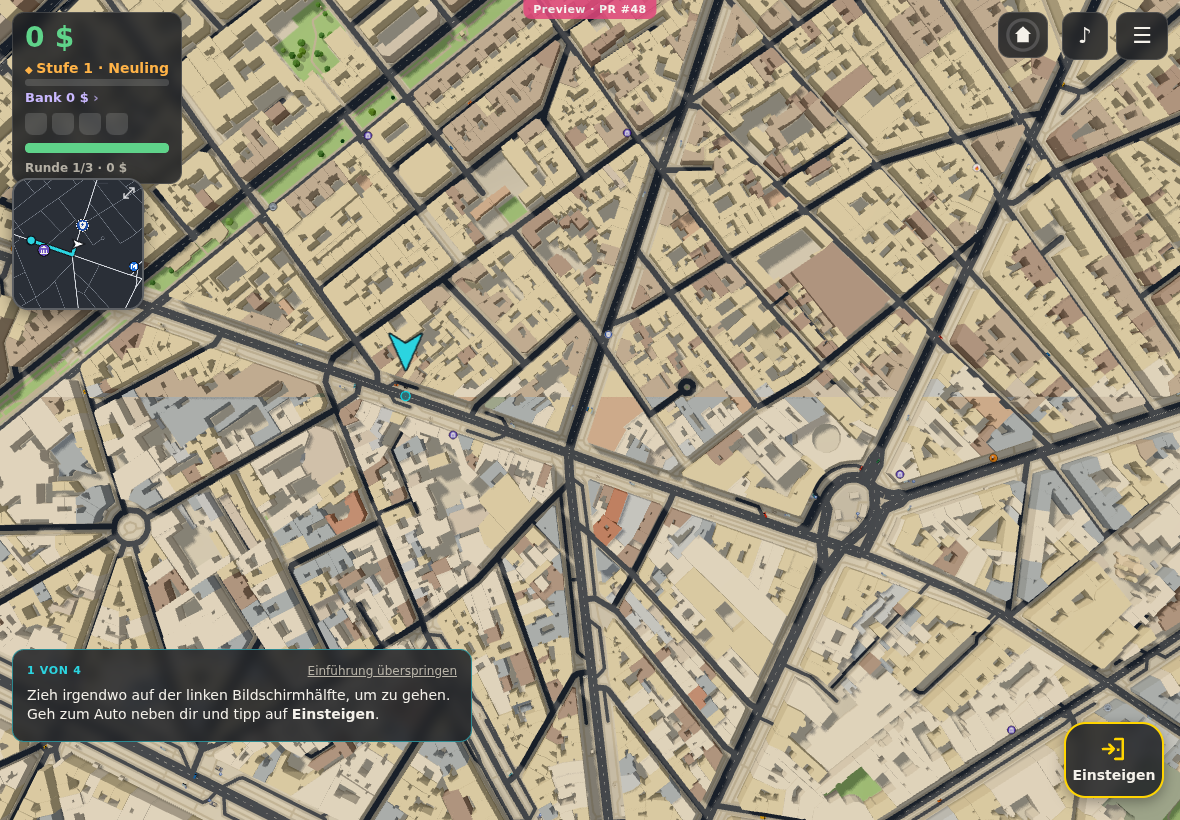 Preview · PR #48
0 $
Stufe 1 · Neuling
Bank 0 $ ›
Runde 1/3 · 0 $
1 VON 4
Einführung überspringen
Zieh irgendwo auf der linken Bildschirmhälfte, um zu gehen.
Geh zum Auto neben dir und tipp auf Einsteigen.
Einsteigen